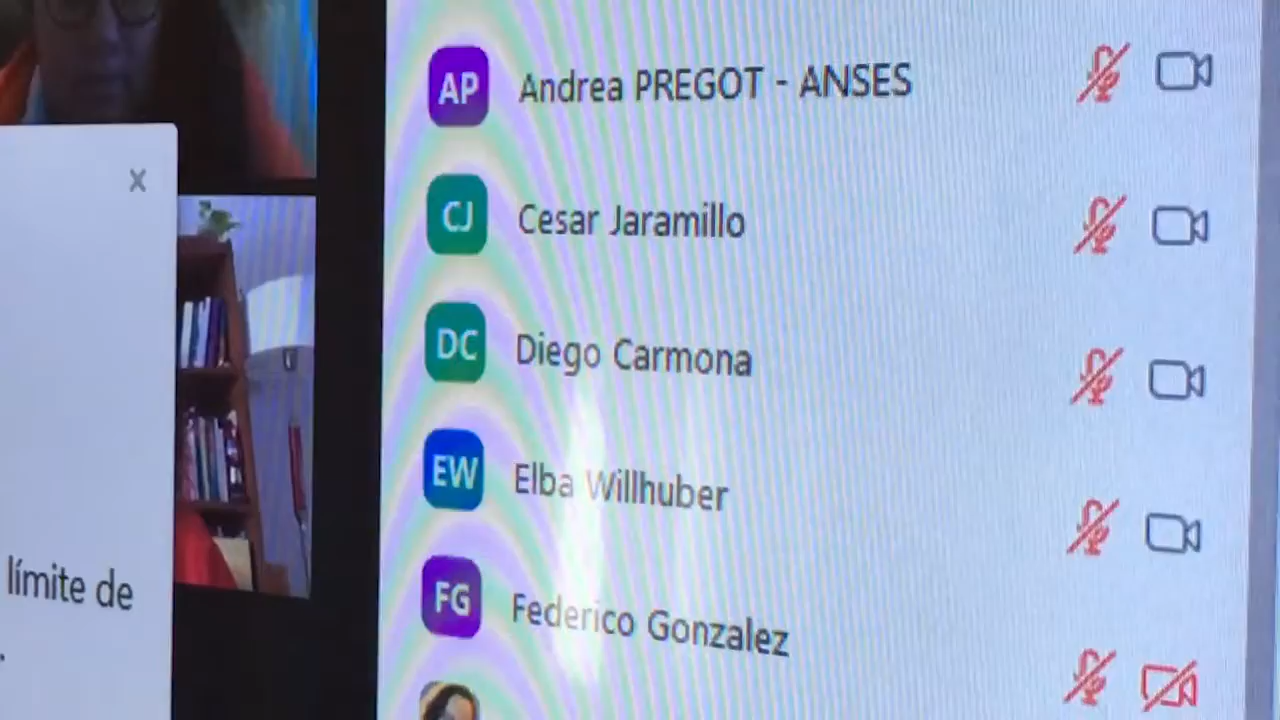 AP Andrea PREGOT - ANSES
CJ Cesar Jaramillo
DC Diego Carmona
EW Elba Willhuber
FG Federico Gonzalez
x
límite de
.